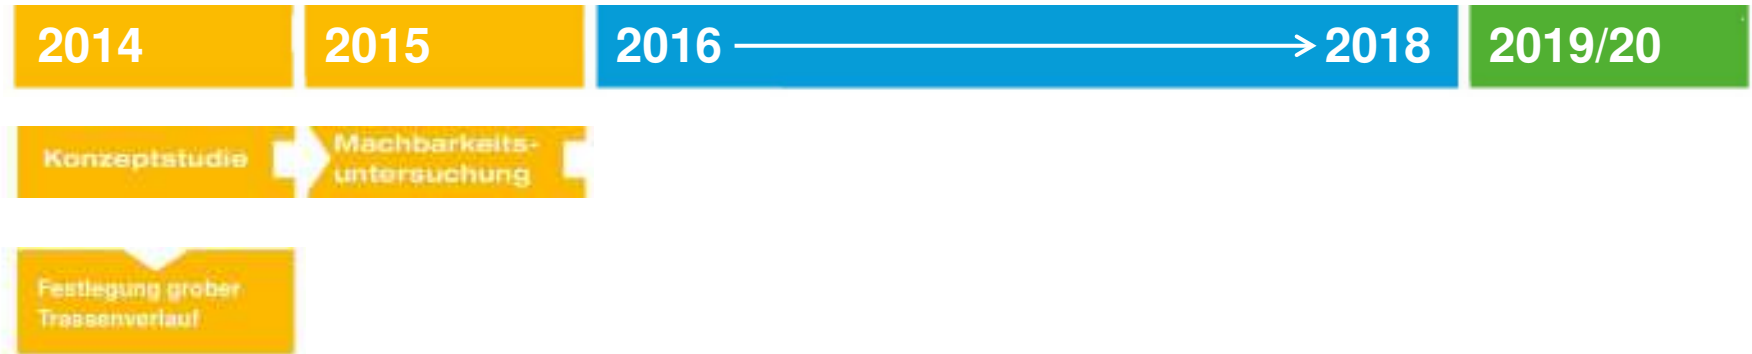 2014 2015 2016 2018 2019/20
Konzeptstudie
Machbarkeits-
untersuchung
Festlegung grober
Trassenverlauf